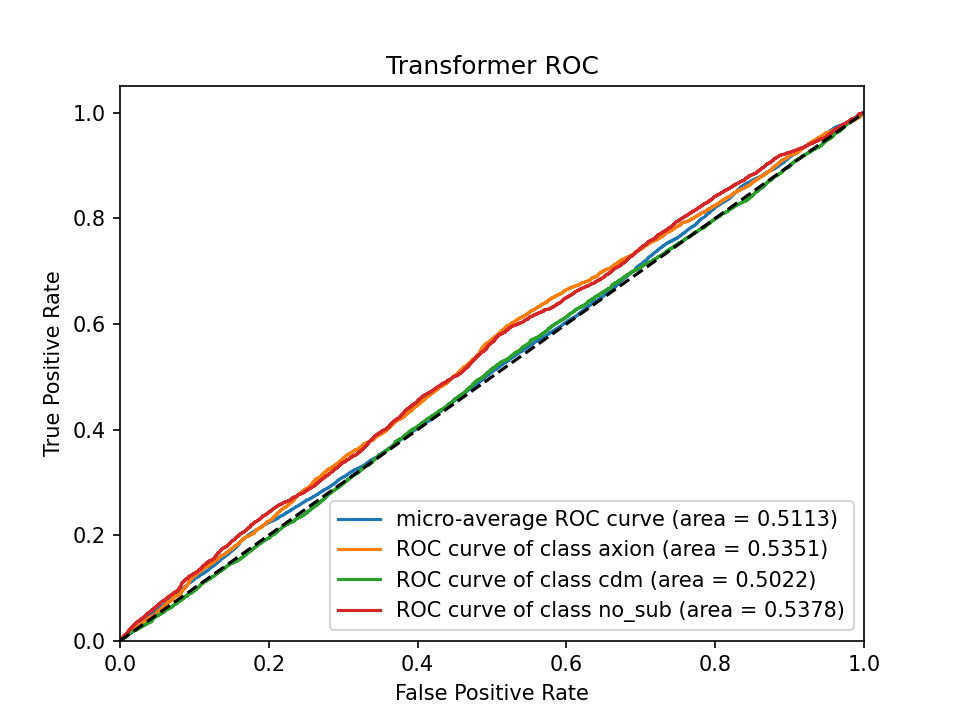 Transformer ROC
True Positive Rate
1.0
0.8
0.6
0.4
0.2
0.0
micro-average ROC curve (area = 0.5113)
ROC curve of class axion (area = 0.5351)
ROC curve of class cdm (area = 0.5022)
ROC curve of class no_sub (area = 0.5378)
0.0 0.2 0.4 0.6 0.8 1.0
False Positive Rate